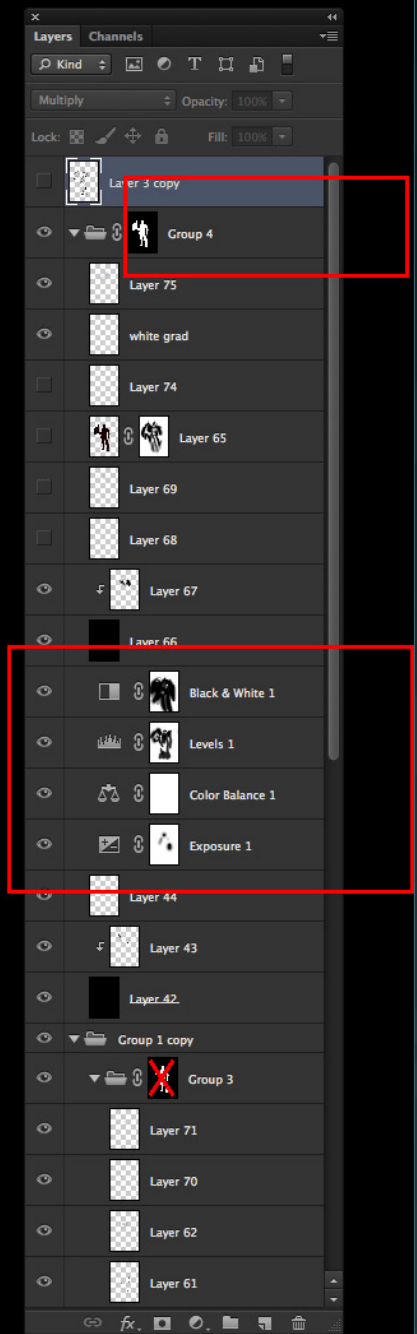 Layers Channels
Kind
Multiply Opacity: 100%
Lock: Fill: 100%
Layer 3 copy
Group 4
Layer 75
white grad
Layer 74
Layer 65
Layer 69
Layer 68
Layer 67
Layer 66
Black & White 1
Levels 1
Color Balance 1
Exposure 1
Layer 44
Layer 43
Layer 42
Group 1 copy
Group 3
Layer 71
Layer 70
Layer 62
Layer 61
fx